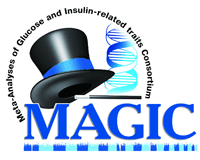 Meta-Analyses of Glucose and Insulin-related traits Consortium
MAGIC